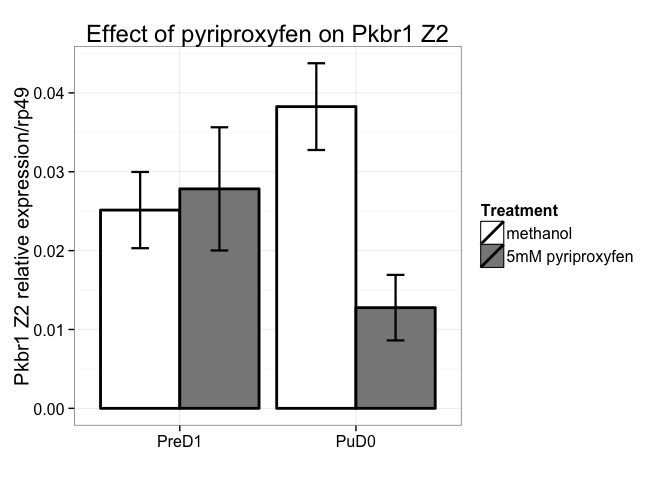 Effect of pyriproxyfen on Pkbr1 Z2
Pkbr1 Z2 relative expression/rp49
0.04
0.03
0.02
0.01
0.00
PreD1
PuD0
Treatment
methanol
5mM pyriproxyfen